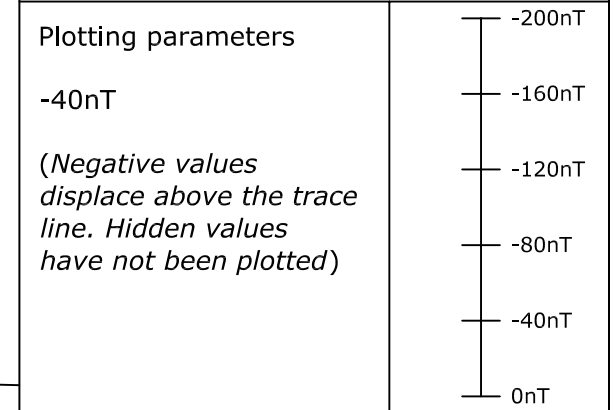 Plotting parameters
-40nT
(Negative values
displace above the trace
line. Hidden values
have not been plotted)
-200nT
-160nT
-120nT
-80nT
-40nT
0nT